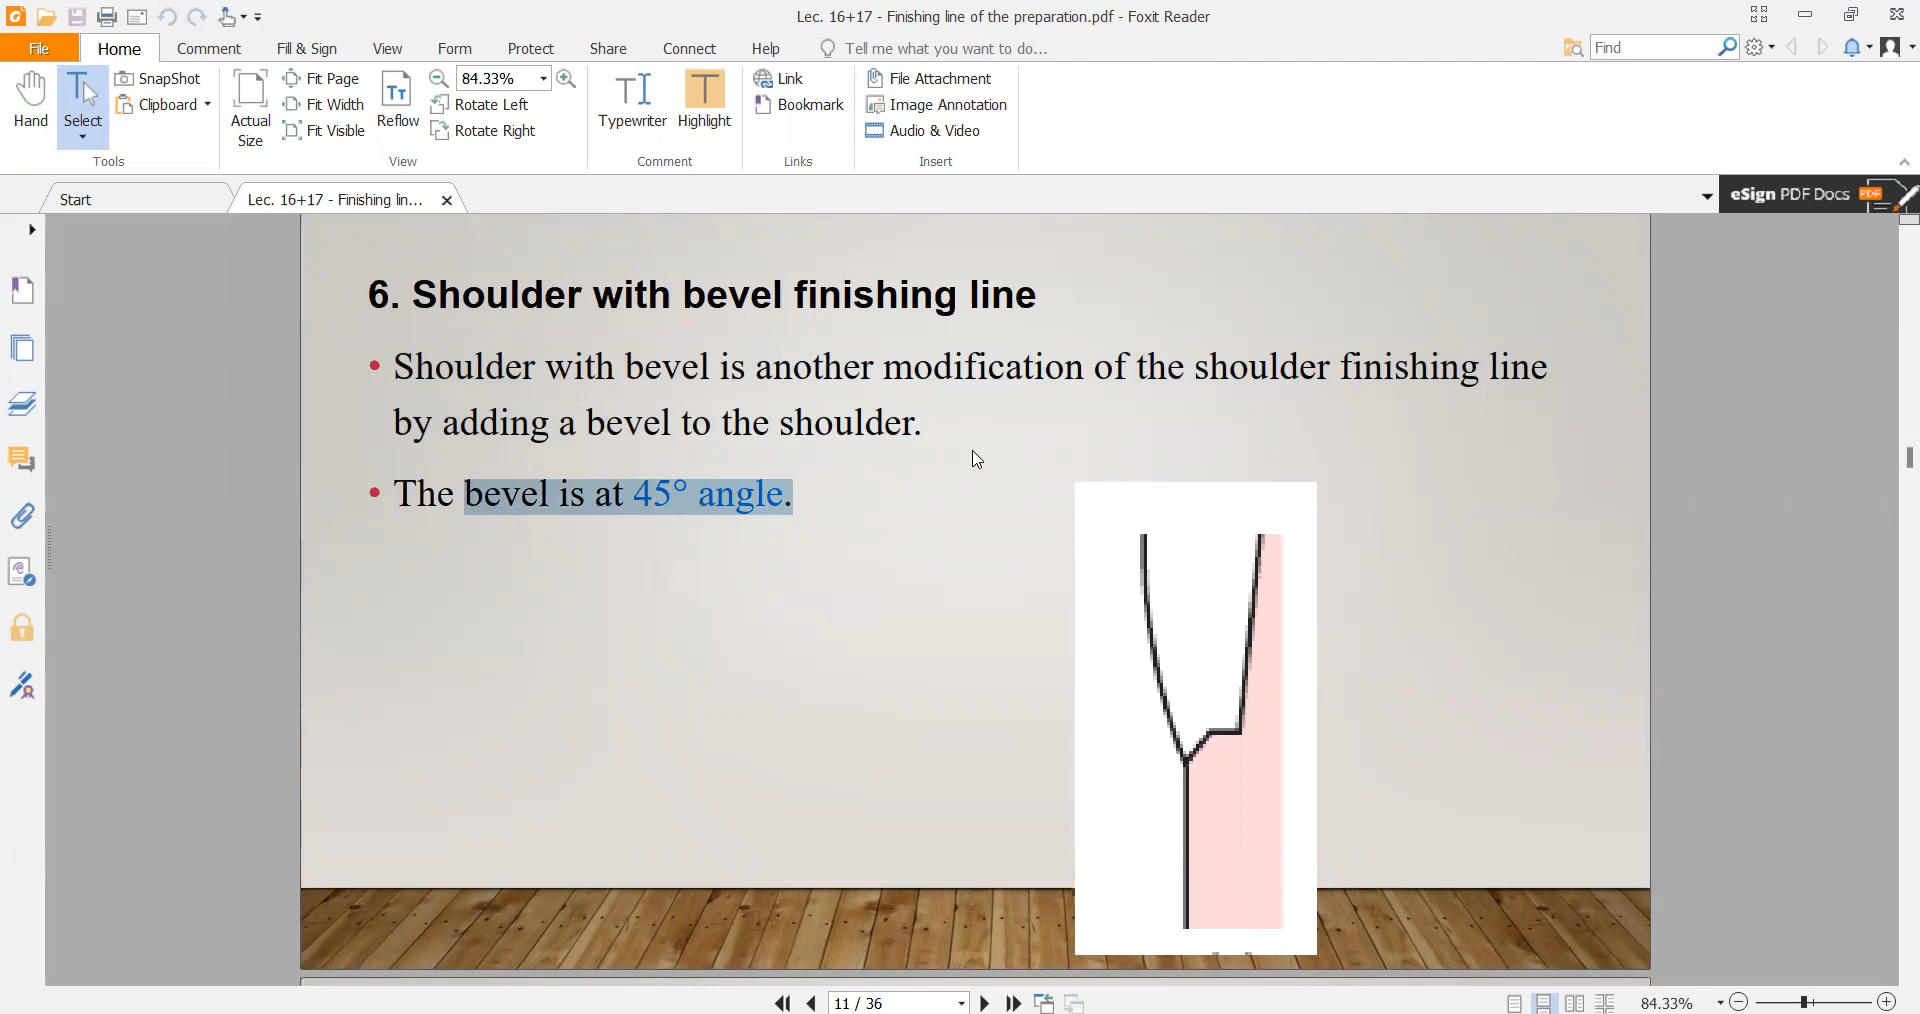 Lec. 16+17 - Finishing line of the preparation.pdf - Foxit Reader
File Home Comment Fill & Sign View Form Protect Share Connect Help Tell me what you want to do... Find
Hand
Select
SnapShot
Clipboard
Tools
Actual
Size
Fit Page
Fit Width
Fit Visible
Reflow
84.33%
Rotate Left
Rotate Right
View
Typewriter
Highlight
Comment
Link
Bookmark
Links
File Attachment
Image Annotation
Audio & Video
Insert
Start
Lec. 16+17 - Finishing lin...
eSign PDF Docs PDF
6. Shoulder with bevel finishing line
• Shoulder with bevel is another modification of the shoulder finishing line
by adding a bevel to the shoulder.
• The bevel is at 45° angle.
11 / 36
84.33%